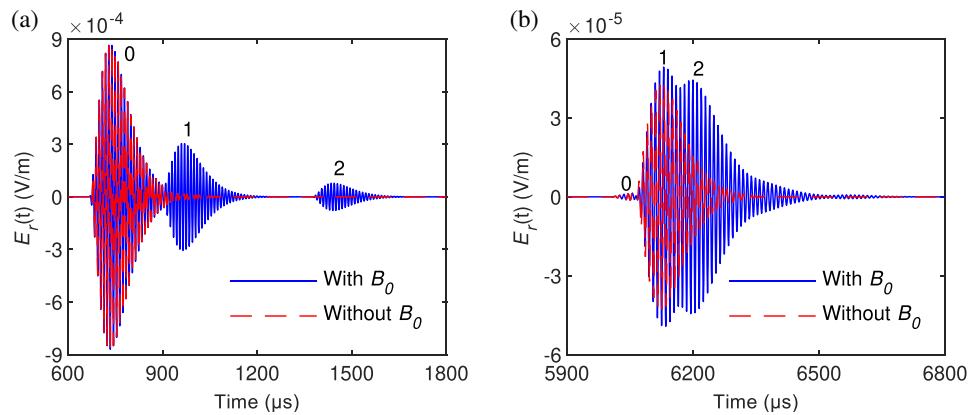 (a)
× 10⁻⁴
9
6
3
0
-3
-6
-9
E_r(t) (V/m)
0
1
2
With B_0
Without B_0
600 900 1200 1500 1800
Time (μs)
(b)
× 10⁻⁵
6
3
0
-3
-6
E_r(t) (V/m)
0
1
2
With B_0
Without B_0
5900 6200 6500 6800
Time (μs)